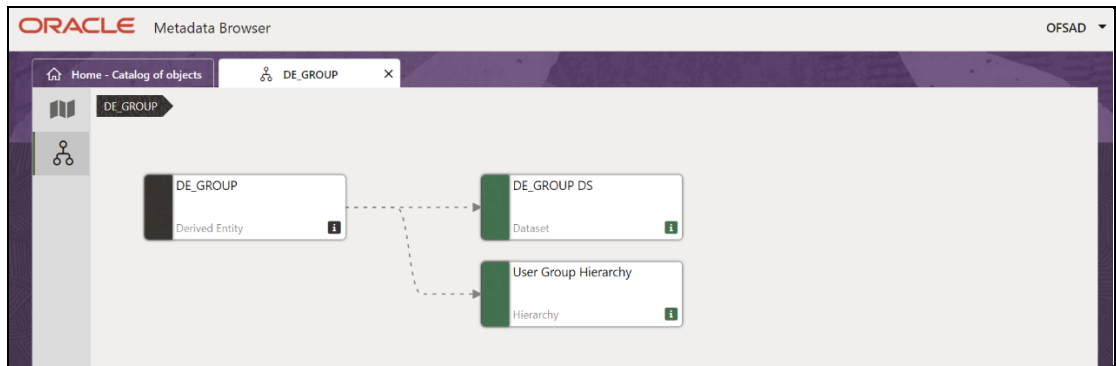 ORACLE Metadata Browser
OFSAD
Home - Catalog of objects
DE_GROUP
DE_GROUP
DE_GROUP
Derived Entity
DE_GROUP DS
Dataset
User Group Hierarchy
Hierarchy